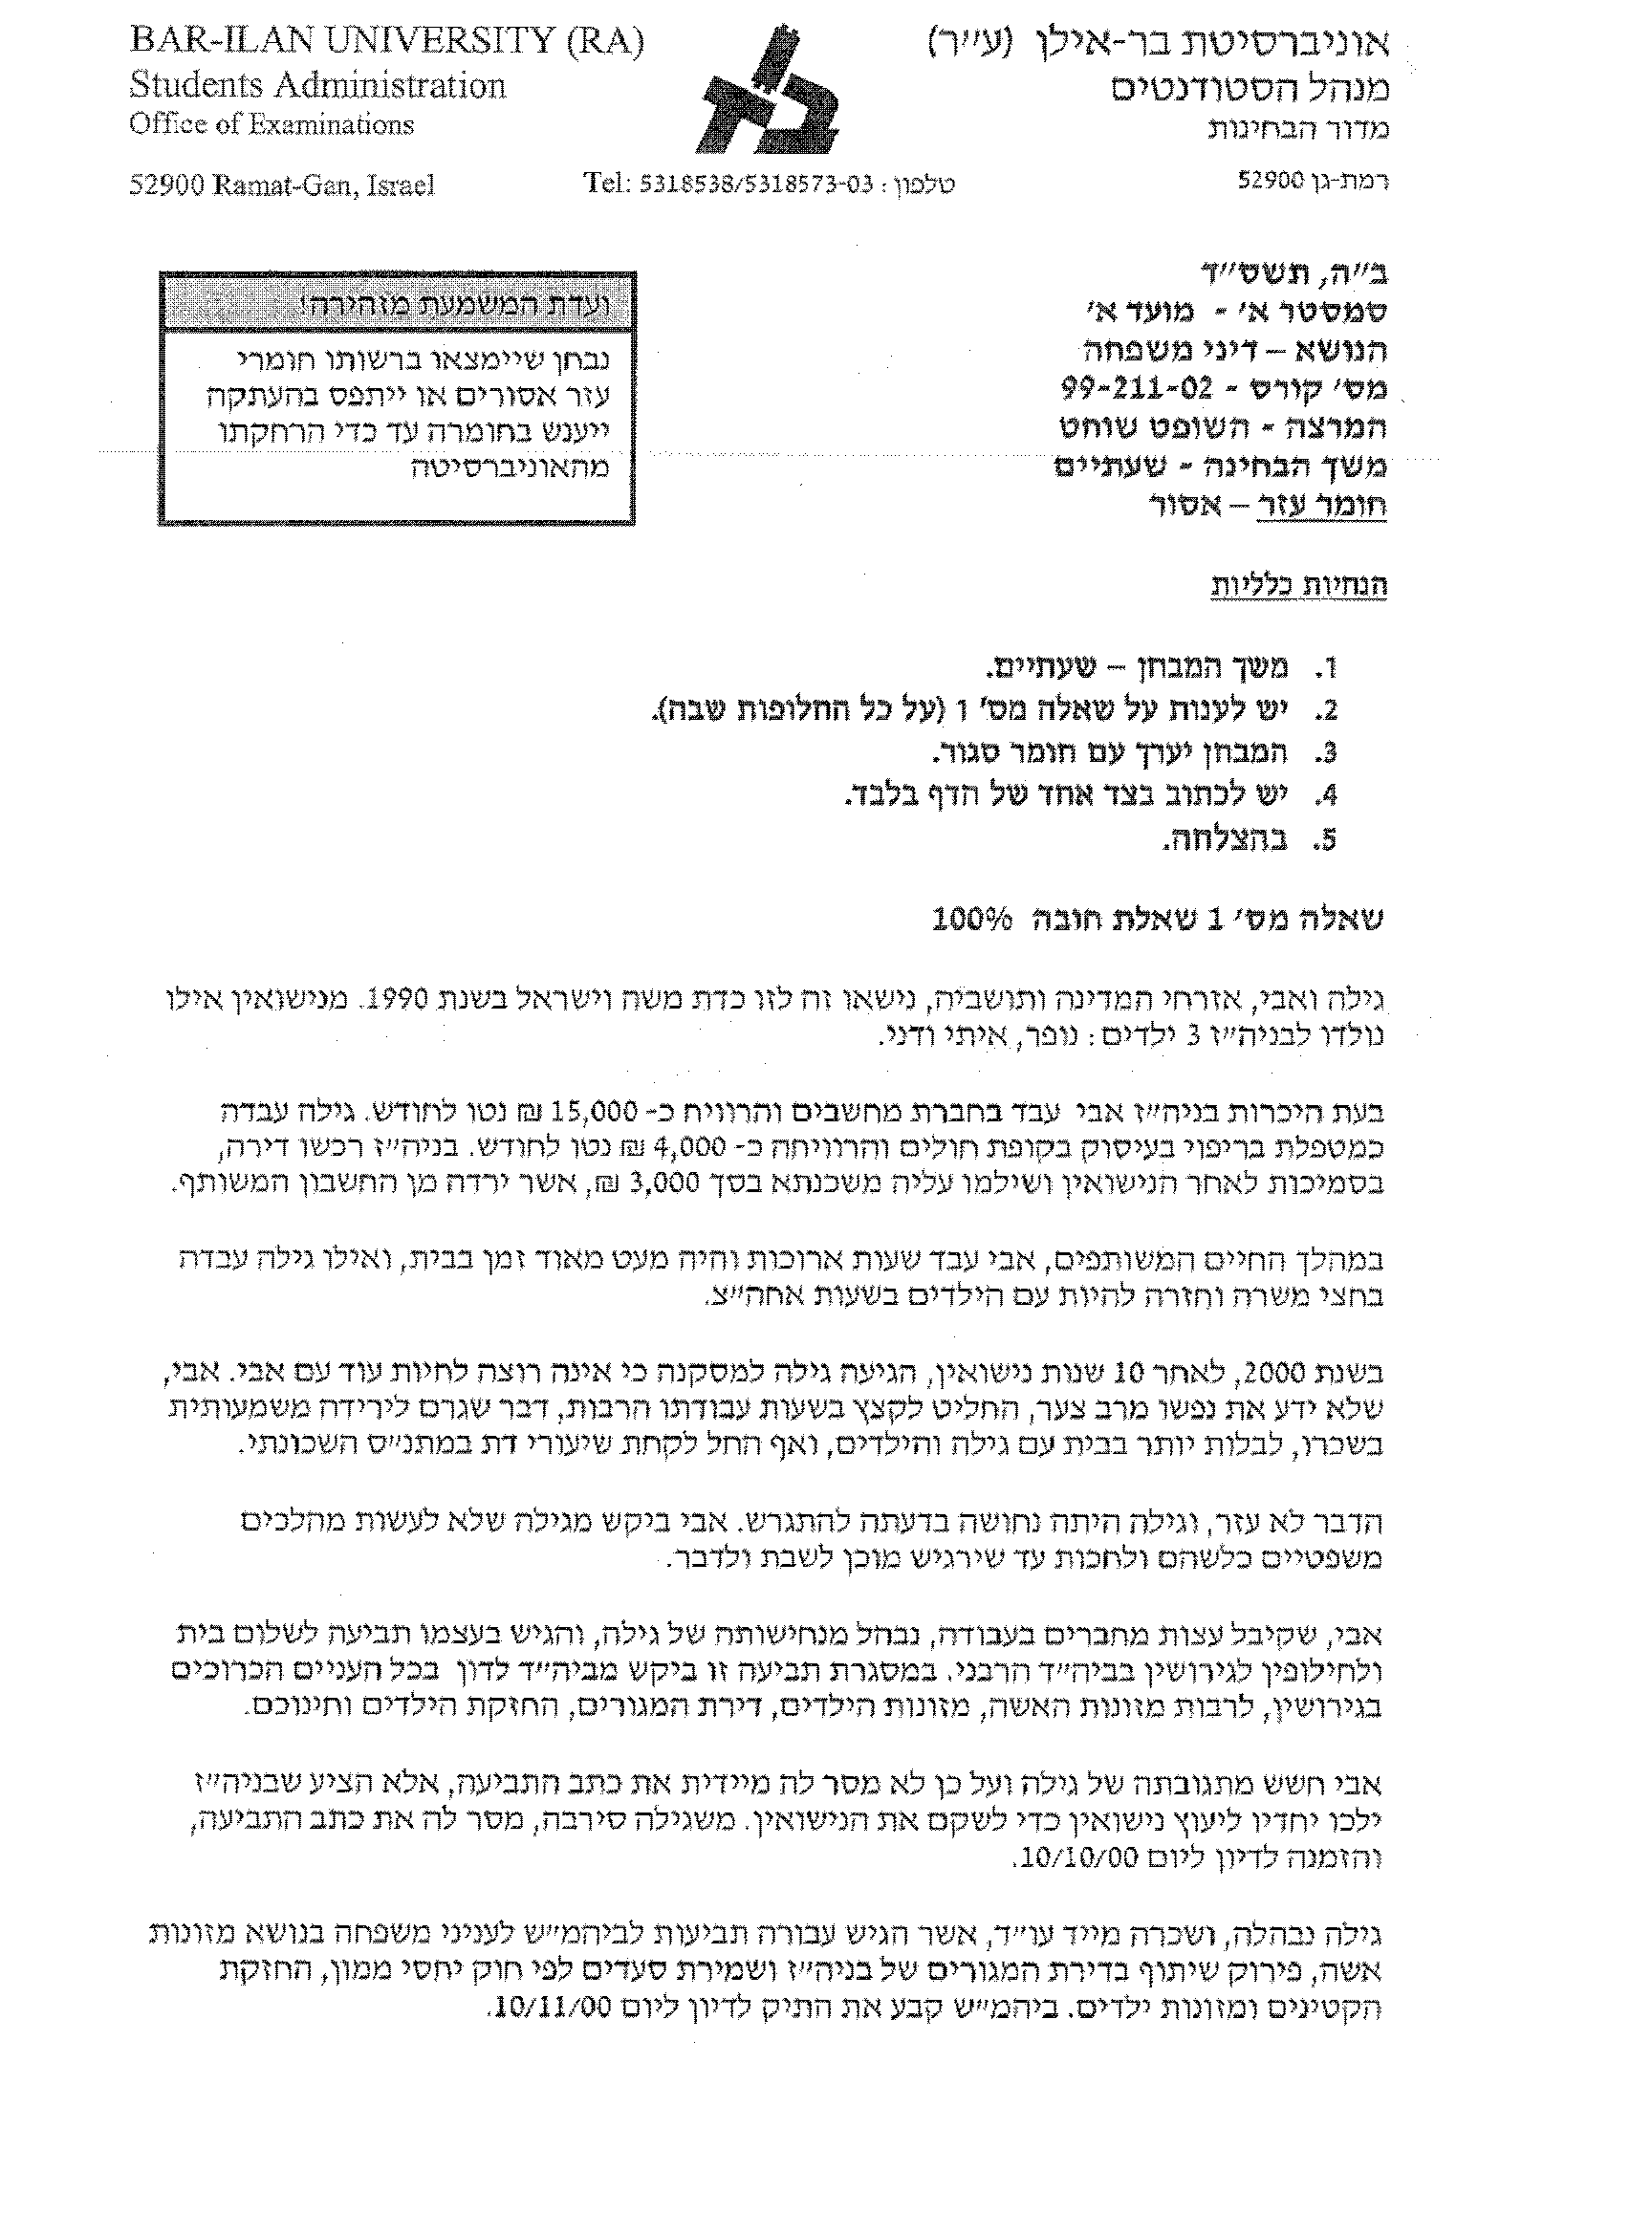 BAR-ILAN UNIVERSITY (RA)
Students Administration
Office of Examinations
52900 Ramat-Gan, Israel
אוניברסיטת בר-אילן (ע״ר)
מנהל הסטודנטים
מדור הבחינות
רמת-גן 52900
Tel: 5318538/5318573-03 : טלפון
ב״ה, תשס״ד
סמסטר א׳ - מועד א׳
הנושא – דיני משפחה
מס׳ קורס - 99-211-02
המרצה - השופט שוחט
משך הבחינה - שעתיים
חומר עזר – אסור
ועדת המשמעת מזהירה!
נבחן שיימצאו ברשותו חומרי
עזר אסורים או ייתפס בהעתקה
ייענש בחומרה עד כדי הרחקתו
מהאוניברסיטה
הנחיות כלליות
1. משך המבחן – שעתיים.
2. יש לענות על שאלה מס׳ 1 (על כל החלופות שבה).
3. המבחן יערך עם חומר סגור.
4. יש לכתוב בצד אחד של הדף בלבד.
5. בהצלחה.
שאלה מס׳ 1 שאלת חובה 100%
גילה ואבי, אזרחי המדינה ותושביה, נישאו זה לזו כדת משה וישראל בשנת 1990. מנישואין אילו
נולדו לבניה״ז 3 ילדים: נופר, איתי ודני.
בעת היכרות בניה״ז אבי עבד בחברת מחשבים והרוויח כ- 15,000 ₪ נטו לחודש. גילה עבדה
כמטפלת בריפוי בעיסוק בקופת חולים והרוויחה כ- 4,000 ₪ נטו לחודש. בניה״ז רכשו דירה,
בסמיכות לאחר הנישואין ושילמו עליה משכנתא בסך 3,000 ₪, אשר ירדה מן החשבון המשותף.
במהלך החיים המשותפים, אבי עבד שעות ארוכות והיה מעט מאוד זמן בבית, ואילו גילה עבדה
בחצי משרה וחזרה להיות עם הילדים בשעות אחה״צ.
בשנת 2000, לאחר 10 שנות נישואין, הגיעה גילה למסקנה כי אינה רוצה לחיות עוד עם אבי. אבי,
שלא ידע את נפשו מרב צער, החליט לקצץ בשעות עבודתו הרבות, דבר שגרם לירידה משמעותית
בשכרו, לבלות יותר בבית עם גילה והילדים, ואף החל לקחת שיעורי דת במתנ״ס השכונתי.
הדבר לא עזר, וגילה היתה נחושה בדעתה להתגרש. אבי ביקש מגילה שלא לעשות מהלכים
משפטיים כלשהם ולחכות עד שירגיש מוכן לשבת ולדבר.
אבי, שקיבל עצות מחברים בעבודה, נבהל מנחישותה של גילה, והגיש בעצמו תביעה לשלום בית
ולחילופין לגירושין בביה״ד הרבני. במסגרת תביעה זו ביקש מביה״ד לדון בכל העניים הכרוכים
בגירושין, לרבות מזונות האשה, מזונות הילדים, דירת המגורים, החזקת הילדים וחינוכם.
אבי חשש מתגובתה של גילה ועל כן לא מסר לה מיידית את כתב התביעה, אלא הציע שבניה״ז
ילכו יחדיו ליעוץ נישואין כדי לשקם את הנישואין. משגילה סירבה, מסר לה את כתב התביעה,
והזמנה לדיון ליום 10/10/00.
גילה נבהלה, ושכרה מייד עו״ד, אשר הגיש עבורה תביעות לביהמ״ש לעניני משפחה בנושא מזונות
אשה, פירוק שיתוף בדירת המגורים של בניה״ז ושמירת סעדים לפי חוק יחסי ממון, החזקת
הקטינים ומזונות ילדים. ביהמ״ש קבע את התיק לדיון ליום 10/11/00.